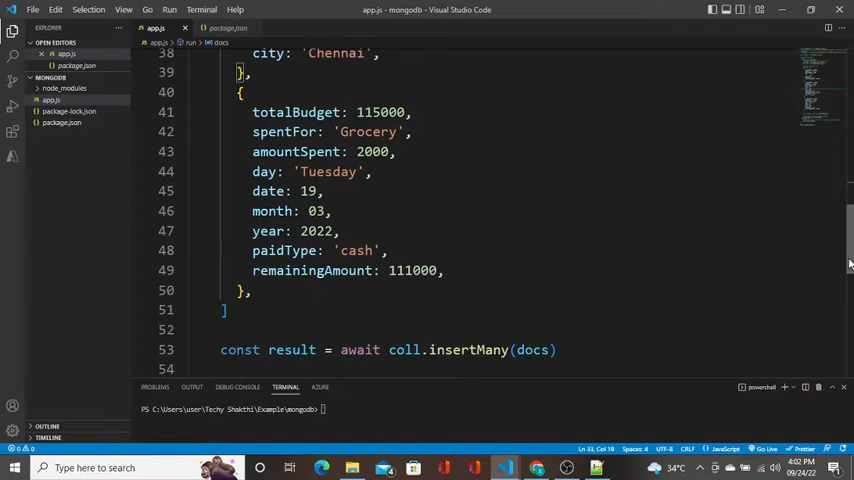 File Edit Selection View Go Run Terminal Help
app.js - mongodb - Visual Studio Code
EXPLORER
OPEN EDITORS
app.js
package.json
MONGODB
node_modules
app.js
package-lock.json
package.json
OUTLINE
TIMELINE
app.js
package.json
app.js > run > docs
38 city: 'Chennai',
39 },
40 {
41 totalBudget: 115000,
42 spentFor: 'Grocery',
43 amountSpent: 2000,
44 day: 'Tuesday',
45 date: 19,
46 month: 03,
47 year: 2022,
48 paidType: 'cash',
49 remainingAmount: 111000,
50 },
51 ]
52
53 const result = await coll.insertMany(docs)
54
PROBLEMS OUTPUT DEBUG CONSOLE TERMINAL AZURE
powershell
PS C:\Users\user\Techy Shakthi\Example\mongodb>
0 0
Ln 33, Col 19 Spaces: 4 UTF-8 CRLF JavaScript Go Live Prettier
Type here to search
34°C
4:02 PM
09/24/22